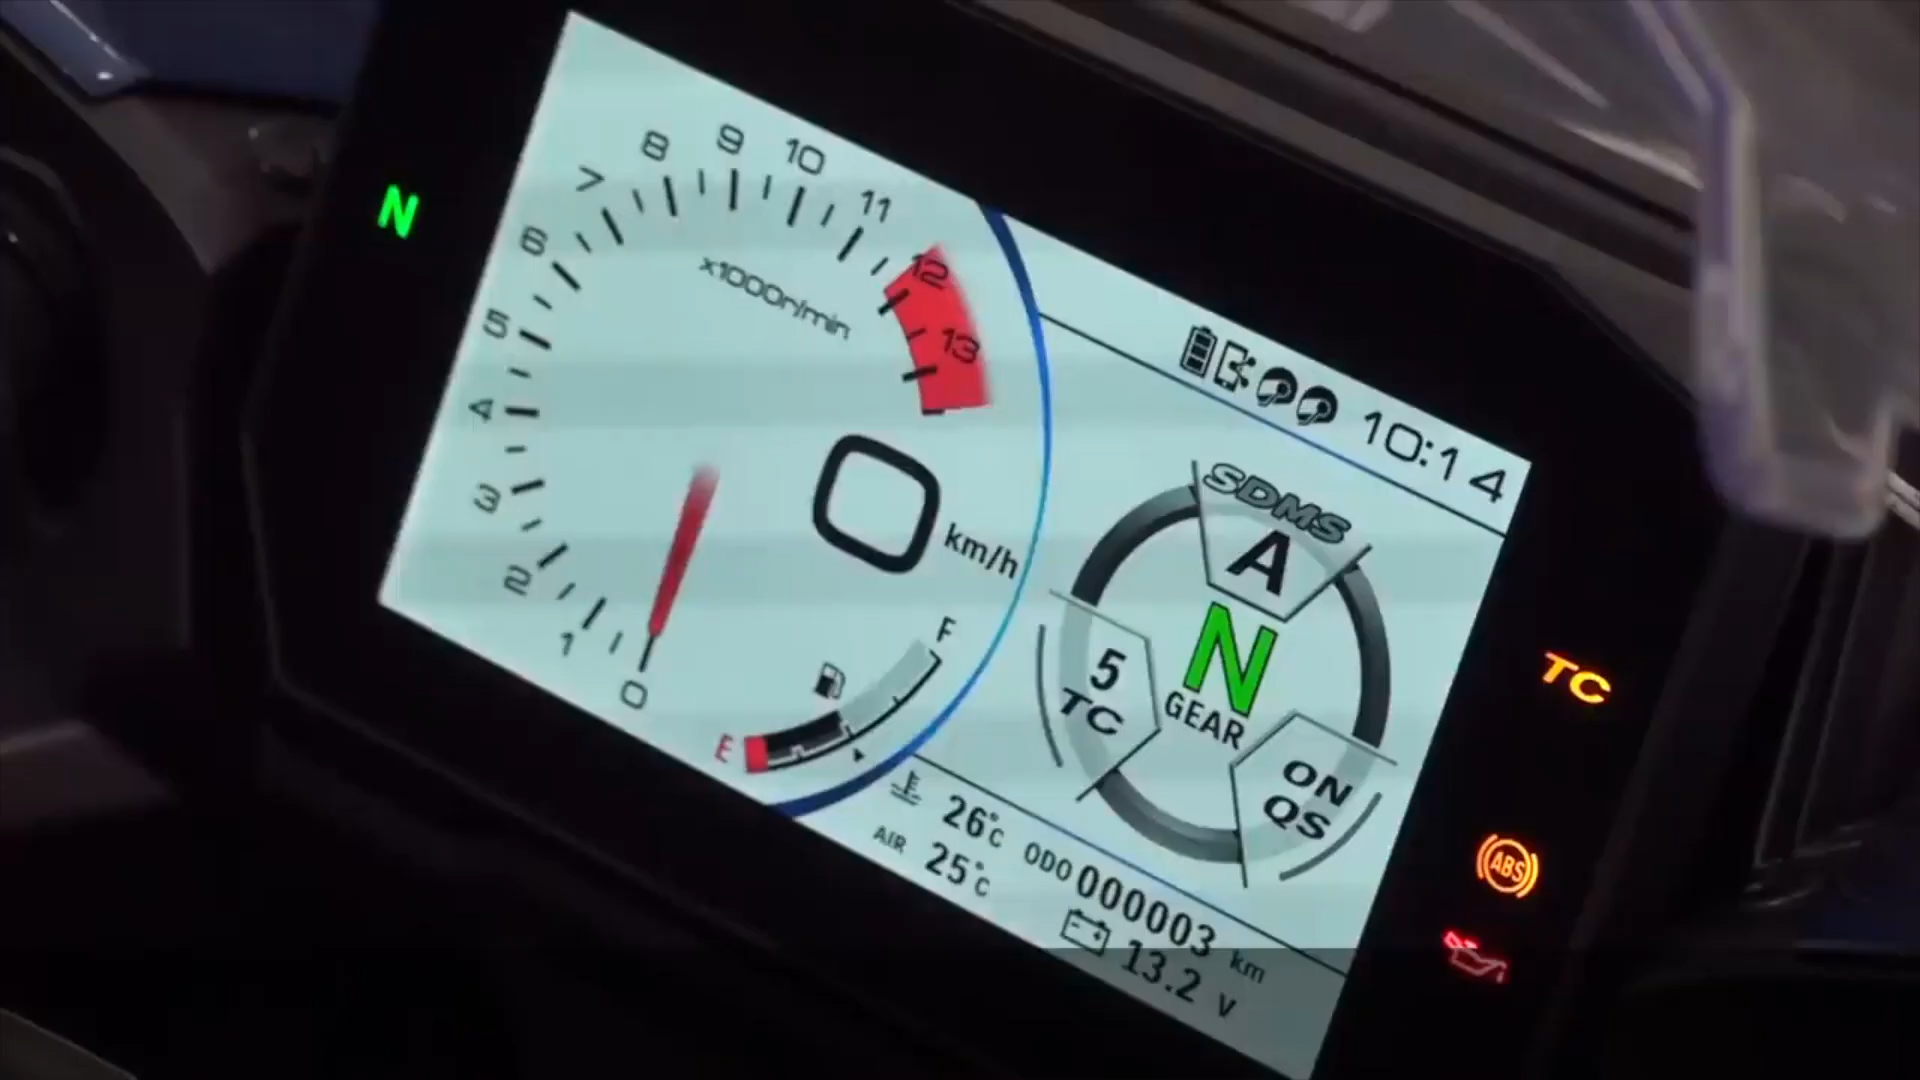 N
0
1
2
3
4
5
6
7
8
9
10
11
12
13
x1000r/min
0 km/h
E
F
10:14
SDMS
A
N
GEAR
5
TC
ON
QS
26°C
AIR 25°C
ODO 000003 km
13.2 V
TC
ABS